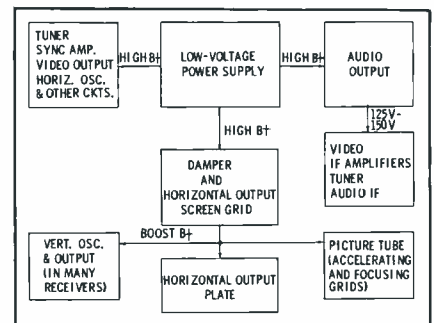 TUNER
SYNC AMP.
VIDEO OUTPUT
HORIZ. OSC.
& OTHER CKTS.
HIGH B+
LOW-VOLTAGE
POWER SUPPLY
HIGH B+
AUDIO
OUTPUT
125V-
150V
HIGH B+
VIDEO
IF AMPLIFIERS
TUNER
AUDIO IF
DAMPER
AND
HORIZONTAL OUTPUT
SCREEN GRID
BOOST B+
VERT. OSC.
& OUTPUT
(IN MANY
RECEIVERS)
HORIZONTAL OUTPUT
PLATE
PICTURE TUBE
(ACCELERATING
AND FOCUSING
GRIDS)